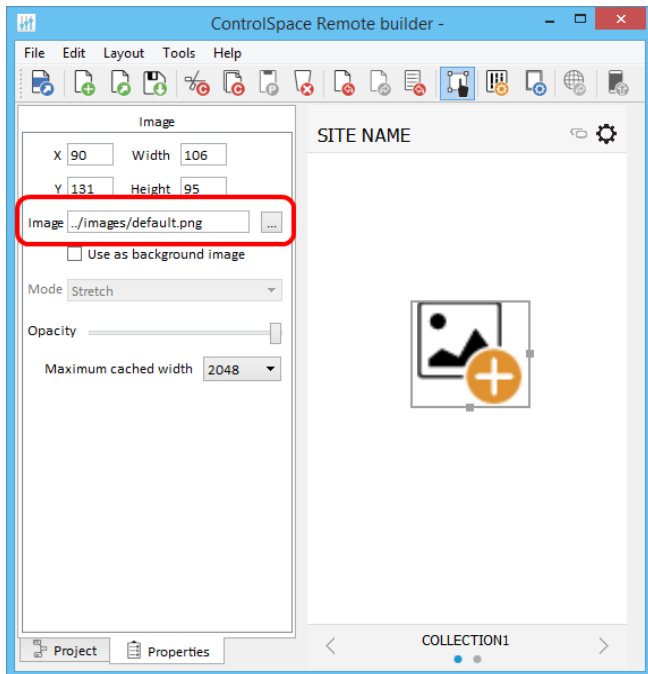 ControlSpace Remote builder -
File Edit Layout Tools Help
Image
X 90 Width 106
Y 131 Height 95
Image ../images/default.png ...
Use as background image
Mode Stretch
Opacity
Maximum cached width 2048
Project Properties
SITE NAME
COLLECTION1